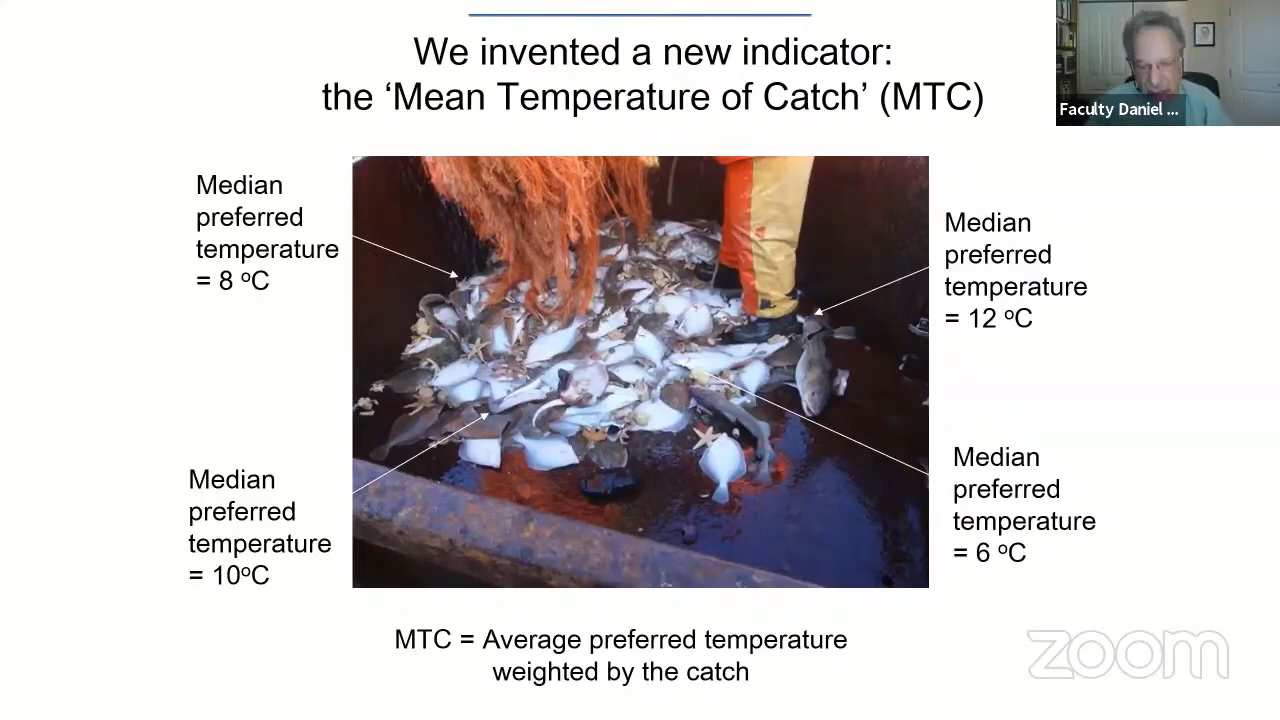 We invented a new indicator:
the ‘Mean Temperature of Catch’ (MTC)
Faculty Daniel ...
Median
preferred
temperature
= 8 ºC
Median
preferred
temperature
= 12 ºC
Median
preferred
temperature
= 10ºC
Median
preferred
temperature
= 6 ºC
MTC = Average preferred temperature
weighted by the catch
zoom